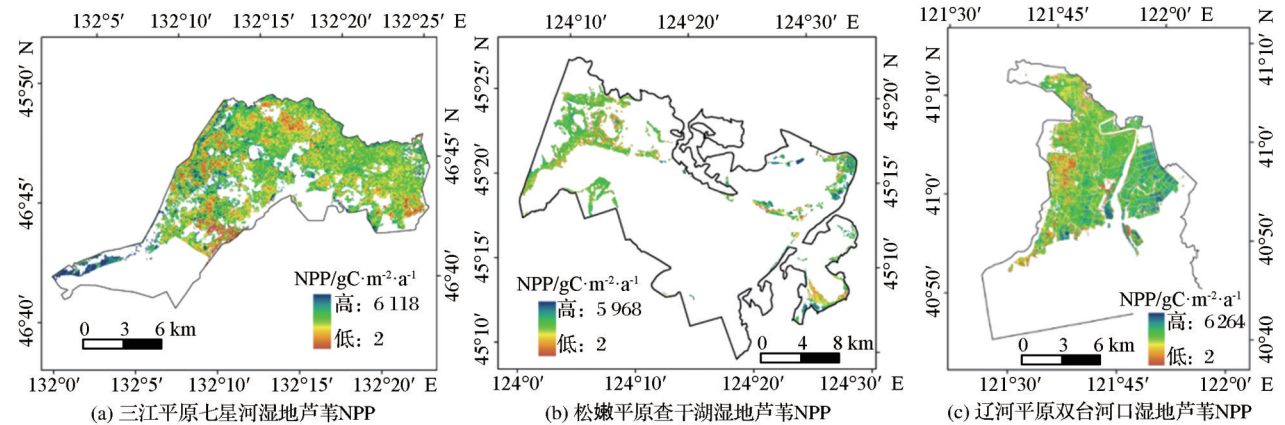 132°5′ 132°10′ 132°15′ 132°20′ 132°25′ E
45°50′ N
46°45′
46°40′
N
46°45′
46°40′
NPP/gC·m⁻²·a⁻¹
高：6 118
低：2
0 3 6 km
132°0′ 132°5′ 132°10′ 132°15′ 132°20′ E
(a) 三江平原七星河湿地芦苇NPP
124°10′ 124°20′ 124°30′ E
N
45°25′
45°20′
45°15′
45°10′
N
45°20′
45°15′
45°10′
NPP/gC·m⁻²·a⁻¹
高：5 968
低：2
0 4 8 km
124°0′ 124°10′ 124°20′ 124°30′ E
(b) 松嫩平原查干湖湿地芦苇NPP
121°30′ 121°45′ 122°0′ E
N
41°10′
41°0′
40°50′
N
41°10′
41°0′
40°50′
40°40′
NPP/gC·m⁻²·a⁻¹
高：6 264
低：2
0 3 6 km
121°30′ 121°45′ 122°0′ E
(c) 辽河平原双台河口湿地芦苇NPP